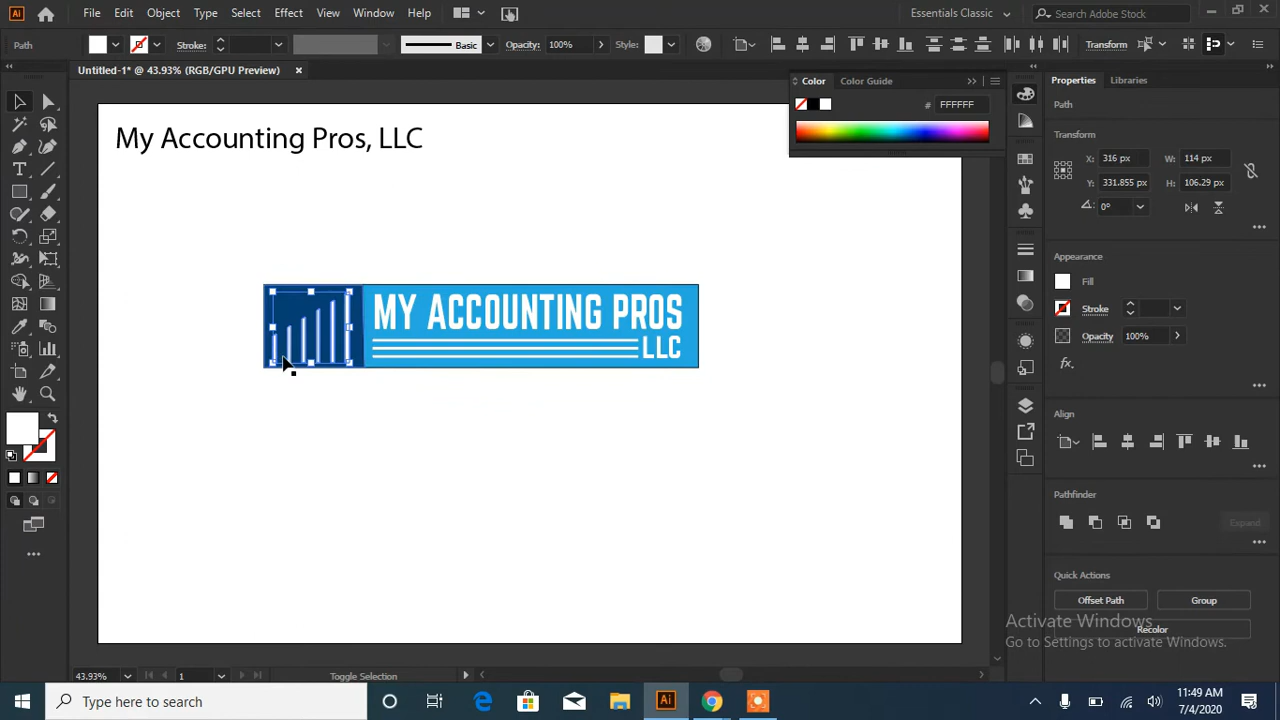 File Edit Object Type Select Effect View Window Help
Essentials Classic
Search Adobe Stock
Path
Stroke:
Basic
Opacity: 100%
Style:
Transform
Untitled-1* @ 43.93% (RGB/GPU Preview)
Color Color Guide
# FFFFFF
Properties Libraries
Path
Transform
X: 316 px W: 114 px
Y: 331.855 px H: 106.29 px
0°
Appearance
Fill
Stroke
Opacity 100%
fx.
Align
Pathfinder
Expand
Quick Actions
Offset Path Group
Recolor
Activate Windows
Go to Settings to activate Windows.
My Accounting Pros, LLC
MY ACCOUNTING PROS
LLC
43.93% 1 Toggle Selection
Type here to search
Ai
11:49 AM
7/4/2020